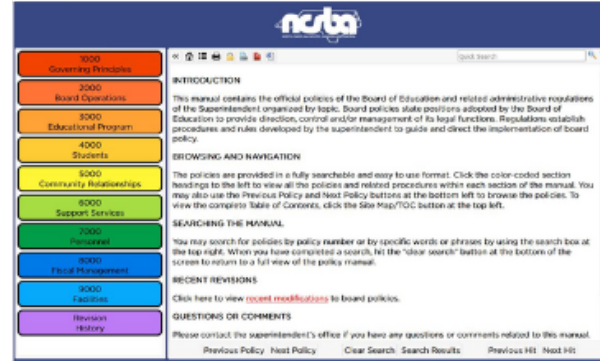 ncsba
1000
Governing Principles
2000
Board Operations
3000
Educational Program
4000
Students
5000
Community Relationships
6000
Support Services
7000
Personnel
8000
Fiscal Management
9000
Facilities
Revision
History
Quick Search
INTRODUCTION
This manual contains the official policies of the Board of Education and related administrative regulations
of the Superintendent organized by topic. Board policies state positions adopted by the Board of
Education to provide direction, control and/or management of its legal functions. Regulations establish
procedures and rules developed by the superintendent to guide and direct the implementation of board
policy.
BROWSING AND NAVIGATION
The policies are provided in a fully searchable and easy to use format. Click the color-coded section
headings to the left to view all the policies and related procedures within each section of the manual. You
may also use the Previous Policy and Next Policy buttons at the bottom left to browse the policies. To
view the complete Table of Contents, click the Site Map/TOC button at the top left.
SEARCHING THE MANUAL
You may search for policies by policy number or by specific words or phrases by using the search box at
the top right. When you have completed a search, hit the "clear search" button at the bottom of the
screen to return to a full view of the policy manual.
RECENT REVISIONS
Click here to view recent modifications to board policies.
QUESTIONS OR COMMENTS
Please contact the superintendent's office if you have any questions or comments related to this manual.
Previous Policy Next Policy Clear Search Search Results Previous Hit Next Hit